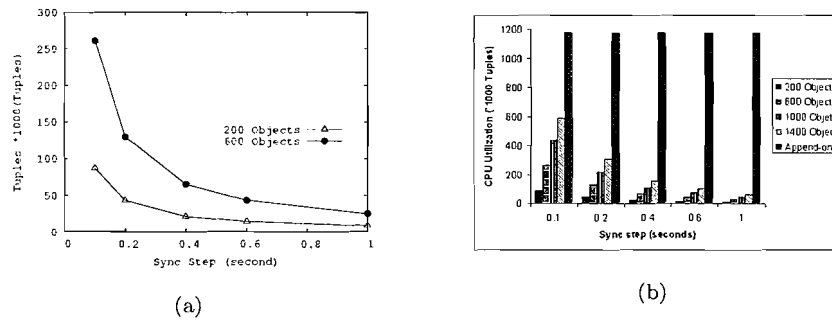 300
250
200
150
100
50
0
Tuples *1000(Tuples)
200 Objects
600 Objects
0 0.2 0.4 0.6 0.8 1
Sync Step (second)
(a)
1200
1000
800
600
400
200
0
CPU Utilization (*1000 Tuples)
0.1 0.2 0.4 0.6 1
Sync step (seconds)
200 Object
600 Object
1000 Obje
1400 Obje
Append-on
(b)